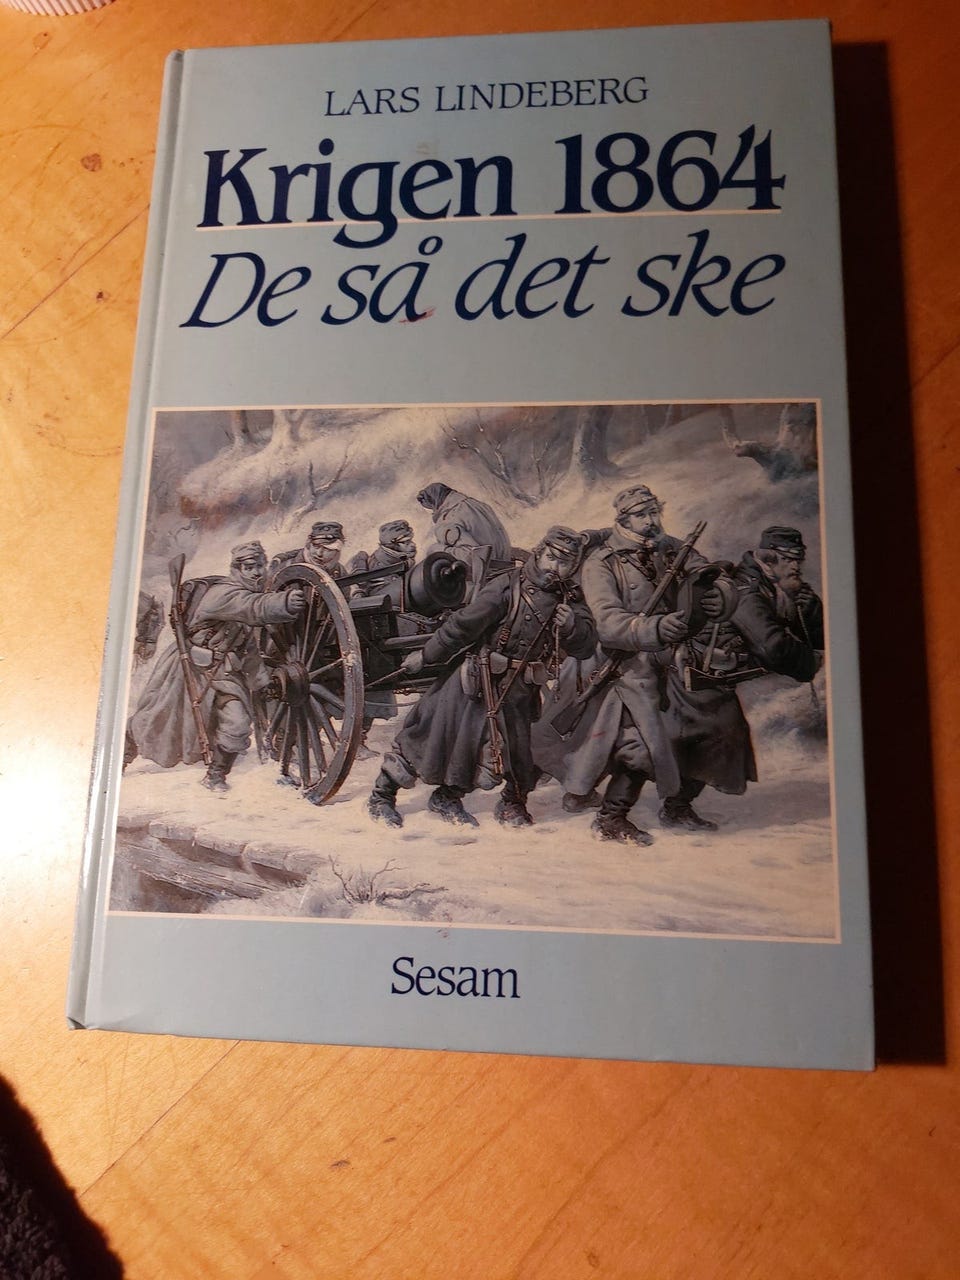 LARS LINDEBERG
Krigen 1864
De så det ske
Sesam